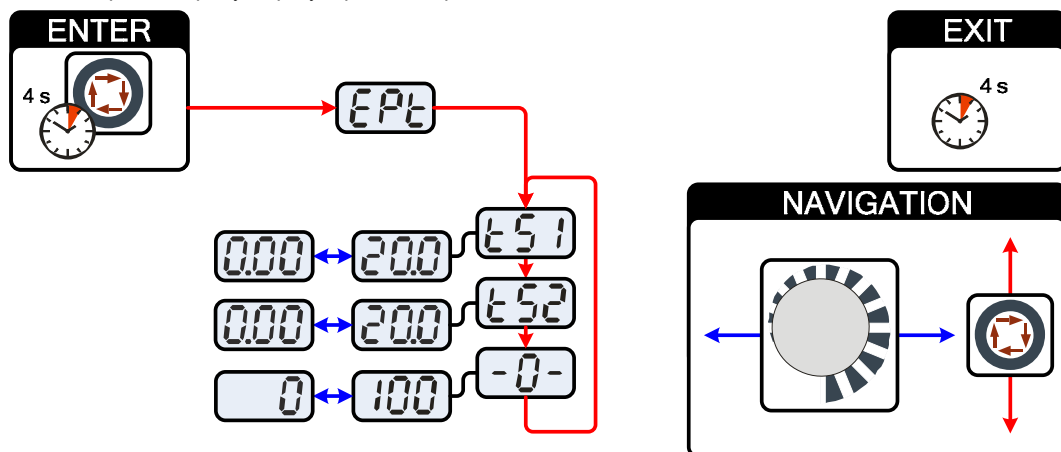 ENTER
EXIT
4 s
4 s
EPt
NAVIGATION
tS1
0.00
20.0
tS2
0.00
20.0
-0-
0
100